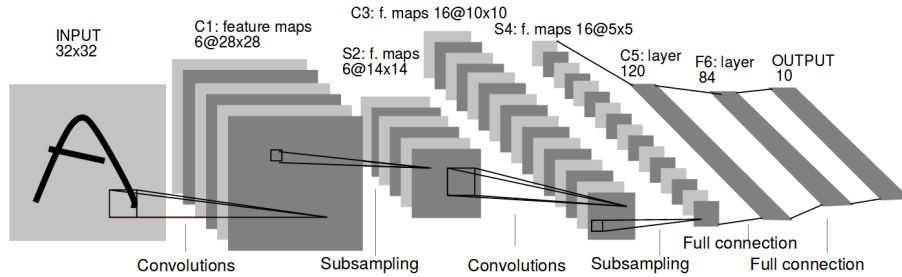 INPUT
32x32
C1: feature maps
6@28x28
S2: f. maps
6@14x14
C3: f. maps 16@10x10
S4: f. maps 16@5x5
C5: layer
120
F6: layer
84
OUTPUT
10
Convolutions
Subsampling
Convolutions
Subsampling
Full connection
Full connection
A